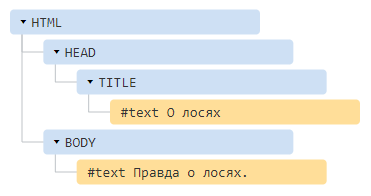 HTML
HEAD
TITLE
#text О лосях
BODY
#text Правда о лосях.